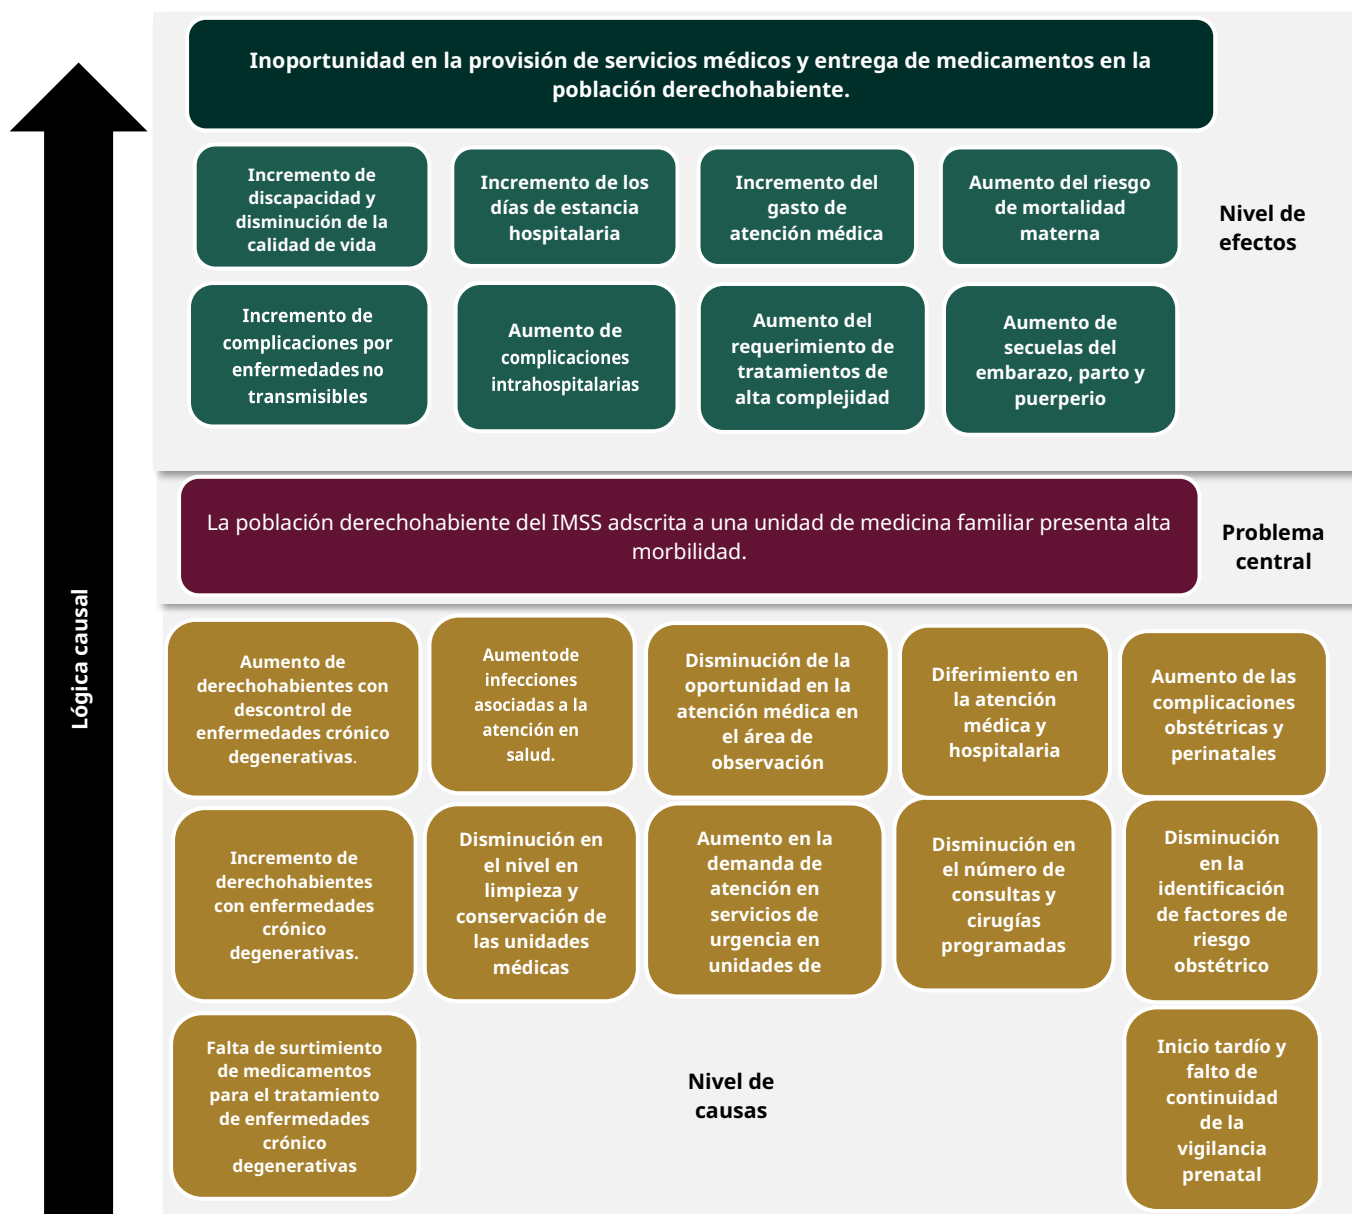 Inoportunidad en la provisión de servicios médicos y entrega de medicamentos en la
población derechohabiente.
Incremento de
discapacidad y
disminución de la
calidad de vida
Incremento de los
días de estancia
hospitalaria
Incremento del
gasto de
atención médica
Aumento del riesgo
de mortalidad
materna
Nivel de
efectos
Incremento de
complicaciones por
enfermedades no
transmisibles
Aumento de
complicaciones
intrahospitalarias
Aumento del
requerimiento de
tratamientos de
alta complejidad
Aumento de
secuelas del
embarazo, parto y
puerperio
La población derechohabiente del IMSS adscrita a una unidad de medicina familiar presenta alta
morbilidad.
Problema
central
Lógica causal
Aumento de
derechohabientes con
descontrol de
enfermedades crónico
degenerativas.
Aumentode
infecciones
asociadas a la
atención en
salud.
Disminución de la
oportunidad en la
atención médica en
el área de
observación
Diferimiento en
la atención
médica y
hospitalaria
Aumento de las
complicaciones
obstétricas y
perinatales
Incremento de
derechohabientes
con enfermedades
crónico
degenerativas.
Disminución en
el nivel en
limpieza y
conservación de
las unidades
médicas
Aumento en la
demanda de
atención en
servicios de
urgencia en
unidades de
Disminución en
el número de
consultas y
cirugías
programadas
Disminución
en la
identificación
de factores de
riesgo
obstétrico
Falta de surtimiento
de medicamentos
para el tratamiento
de enfermedades
crónico
degenerativas
Nivel de
causas
Inicio tardío y
falto de
continuidad
de la
vigilancia
prenatal